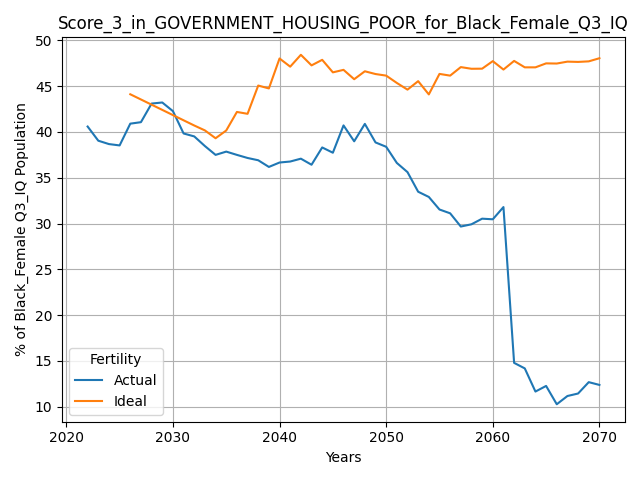 Score_3_in_GOVERNMENT_HOUSING_POOR_for_Black_Female_Q3_IQ
% of Black_Female Q3_IQ Population
50
45
40
35
30
25
20
15
10
Fertility
Actual
Ideal
2020
2030
2040
2050
2060
2070
Years